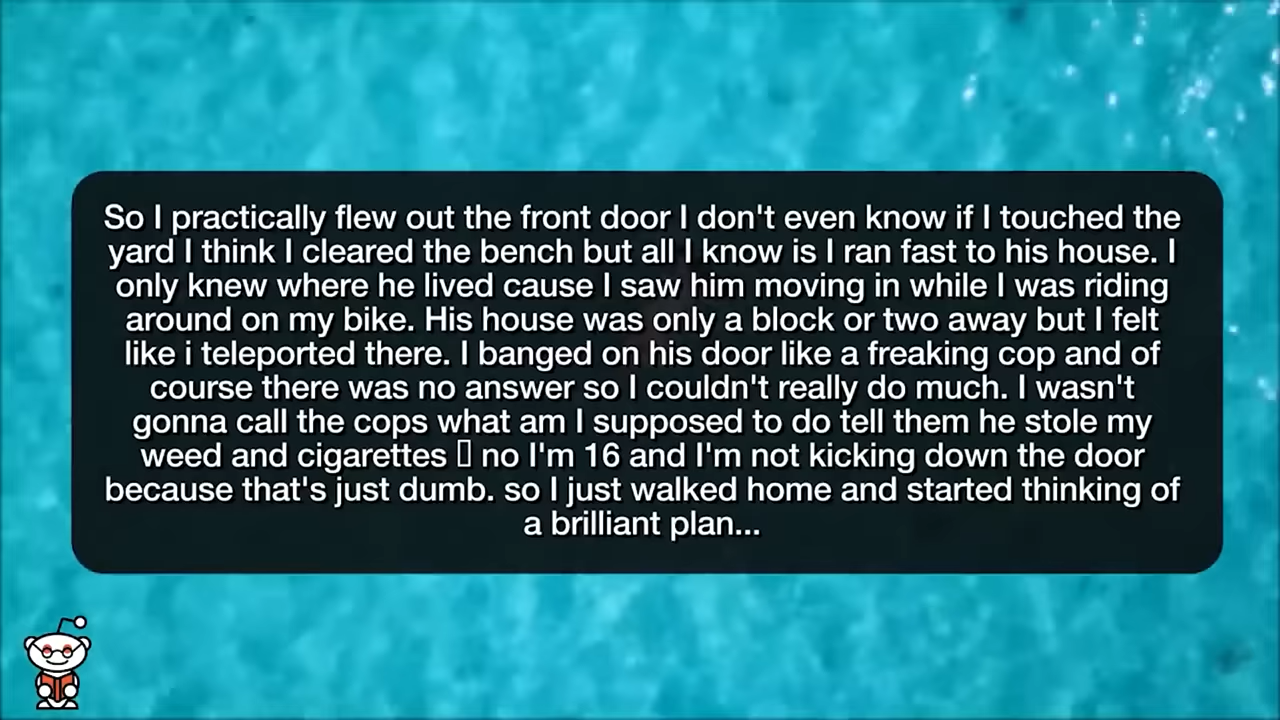 So I practically flew out the front door I don't even know if I touched the
yard I think I cleared the bench but all I know is I ran fast to his house. I
only knew where he lived cause I saw him moving in while I was riding
around on my bike. His house was only a block or two away but I felt
like i teleported there. I banged on his door like a freaking cop and of
course there was no answer so I couldn't really do much. I wasn't
gonna call the cops what am I supposed to do tell them he stole my
weed and cigarettes ▯ no I'm 16 and I'm not kicking down the door
because that's just dumb. so I just walked home and started thinking of
a brilliant plan...